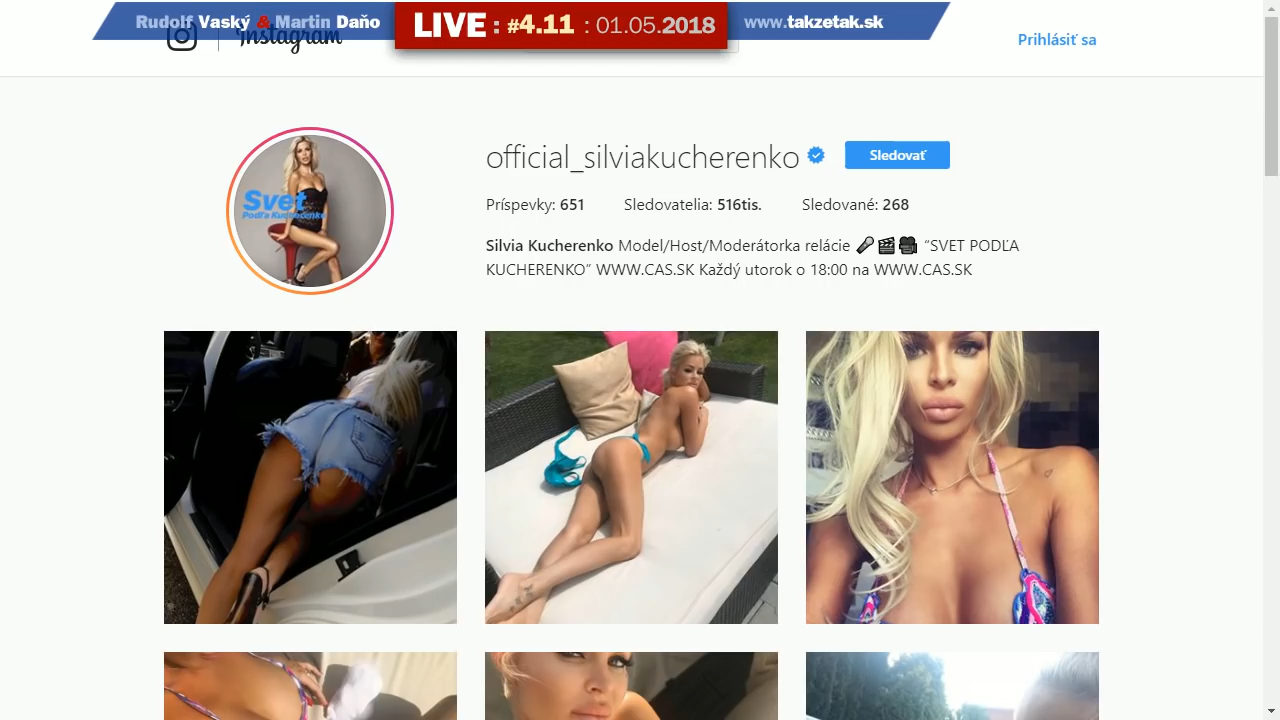 Rudolf Vaský & Martin Daňo
LIVE : #4.11 : 01.05.2018
www.takzetak.sk
Instagram
Prihlásiť sa
official_silviakucherenko
Sledovať
Príspevky: 651
Sledovatelia: 516tis.
Sledované: 268
Silvia Kucherenko Model/Host/Moderátorka relácie 🎤🎬🎥 “SVET PODĽA
KUCHERENKO” WWW.CAS.SK Každý utorok o 18:00 na WWW.CAS.SK
Svet
Podľa Kucherenko